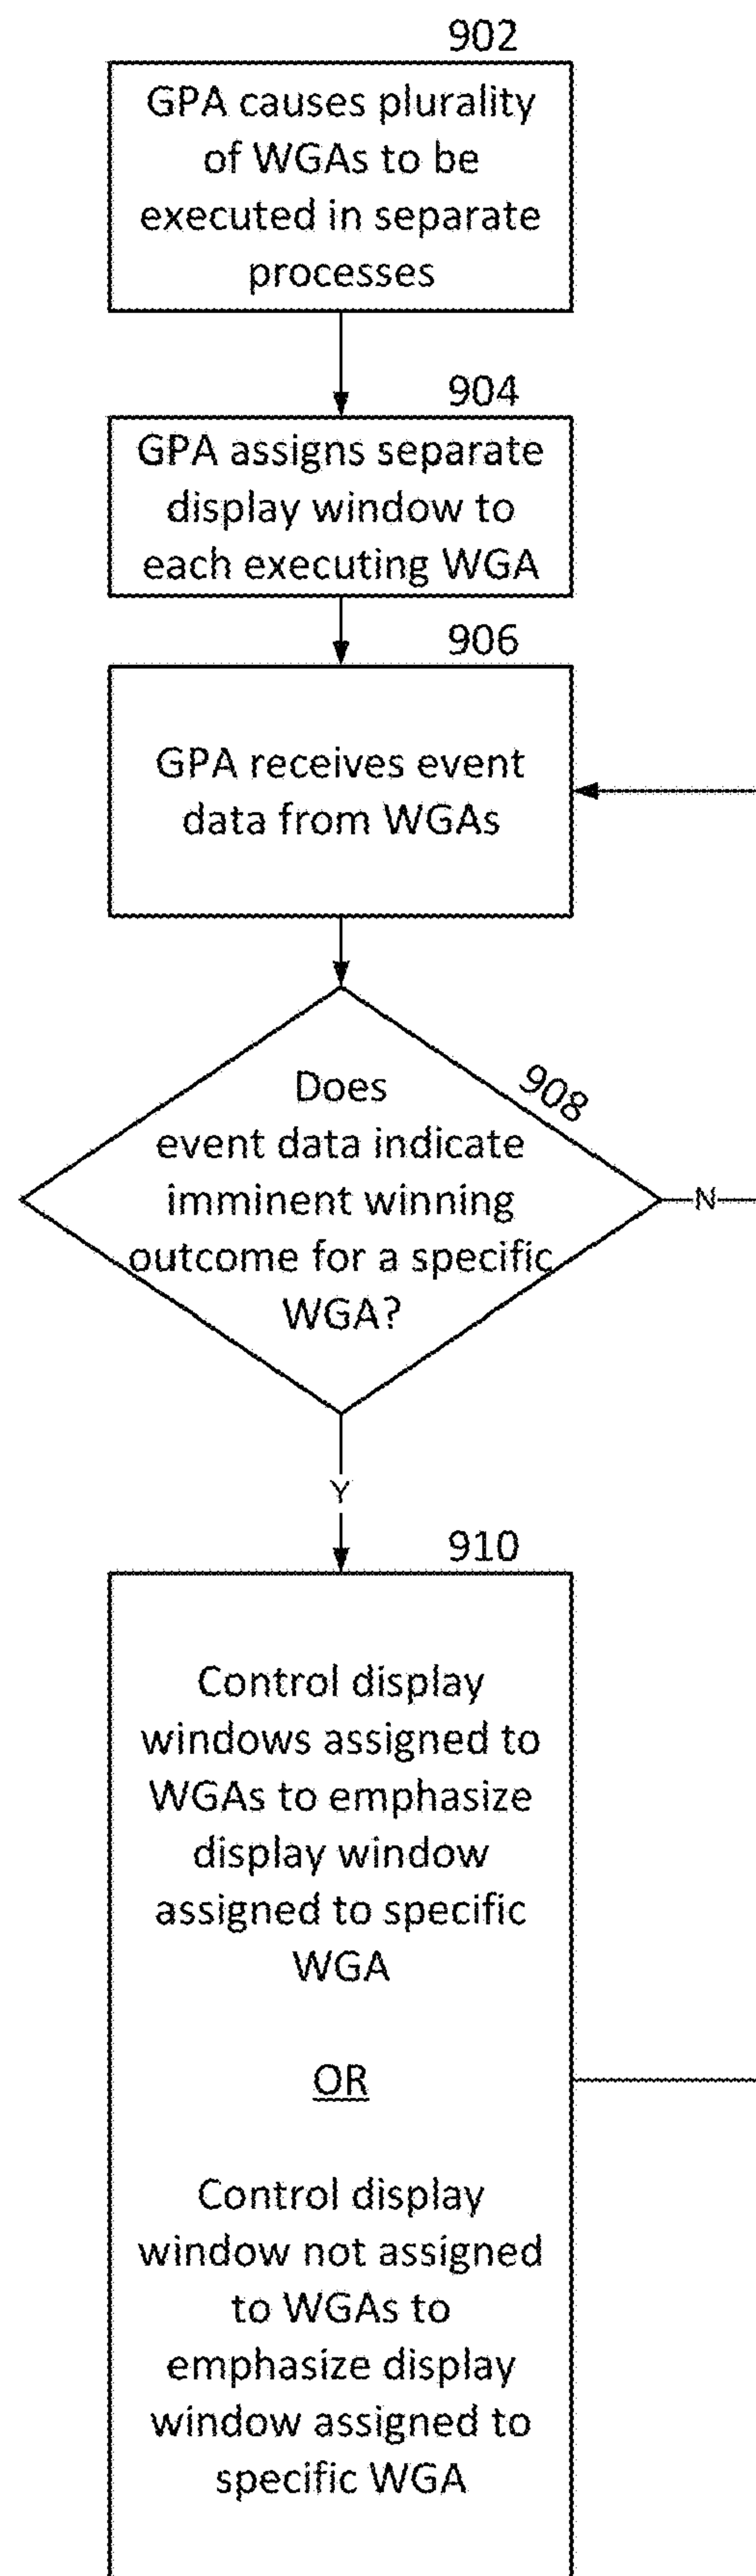 902
GPA causes plurality
of WGAs to be
executed in separate
processes
904
GPA assigns separate
display window to
each executing WGA
906
GPA receives event
data from WGAs
908
Does
event data indicate
imminent winning
outcome for a specific
WGA?
N
Y
910
Control display
windows assigned to
WGAs to emphasize
display window
assigned to specific
WGA
OR
Control display
window not assigned
to WGAs to
emphasize display
window assigned to
specific WGA